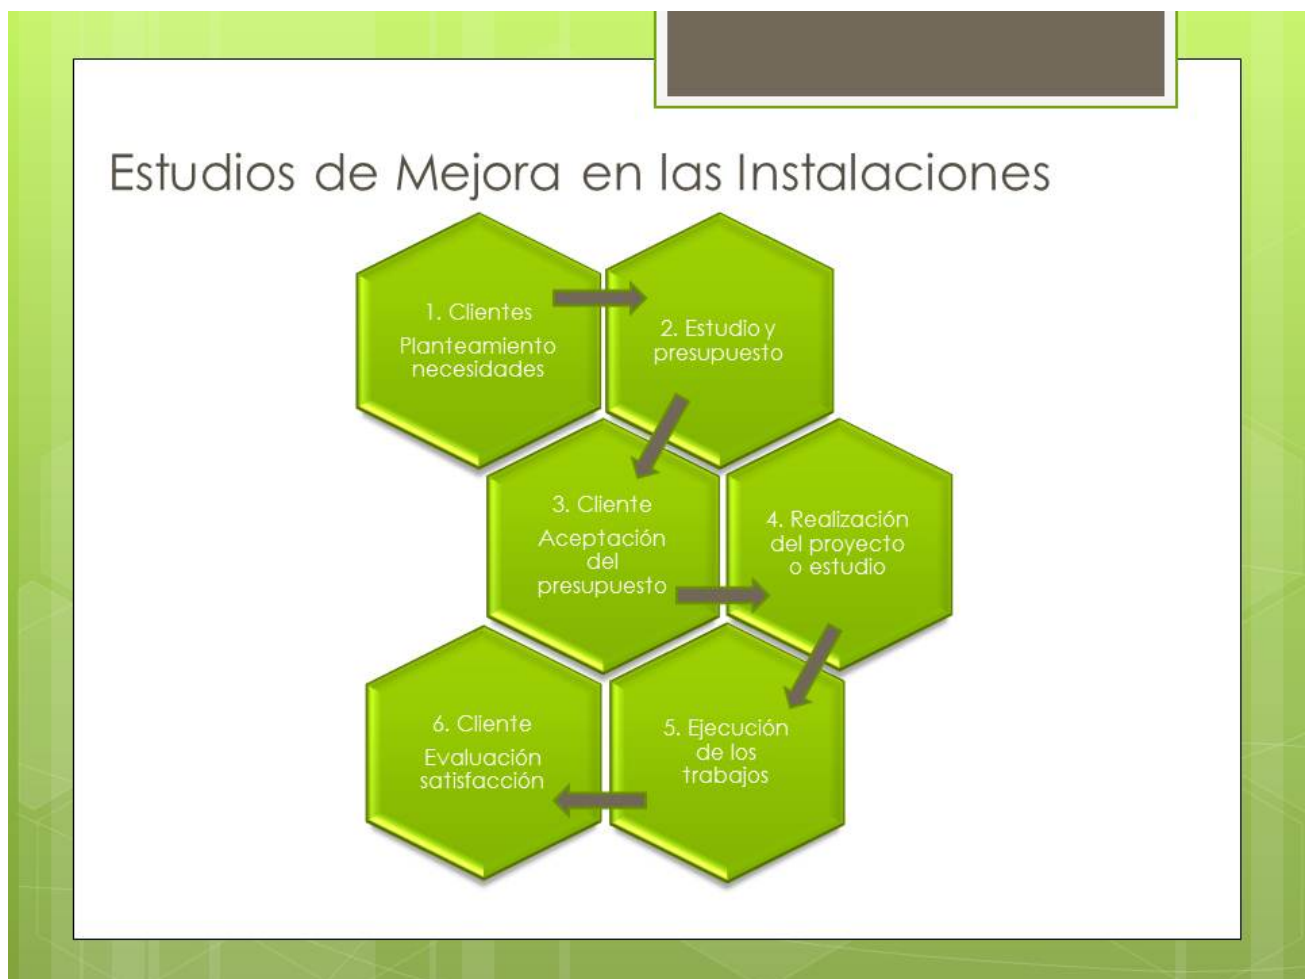 Estudios de Mejora en las Instalaciones
1. Clientes
Planteamiento
necesidades
2. Estudio y
presupuesto
3. Cliente
Aceptación
del
presupuesto
4. Realización
del proyecto
o estudio
5. Ejecución
de los
trabajos
6. Cliente
Evaluación
satisfacción